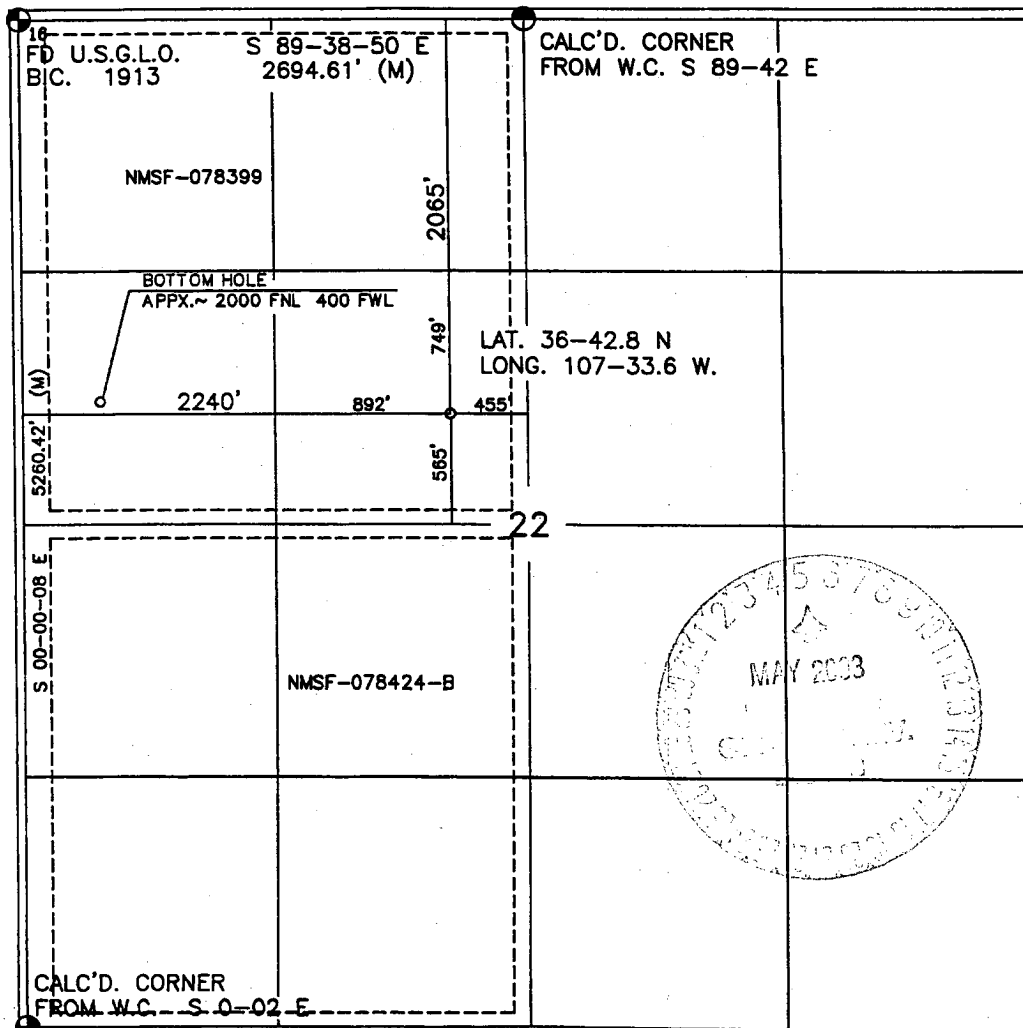 16
FD U.S.G.L.O.
B.C. 1913
S 89-38-50 E
2694.61' (M)
CALC'D. CORNER
FROM W.C. S 89-42 E
NMSF-078399
2065'
BOTTOM HOLE
APPX.~ 2000 FNL 400 FWL
749'
LAT. 36-42.8 N
LONG. 107-33.6 W.
2240'
892'
455'
565'
5260.42' (M)
S 00-00-08 E
22
NMSF-078424-B
MAY 2003
CALC'D. CORNER
FROM W.C. S 0-02 E